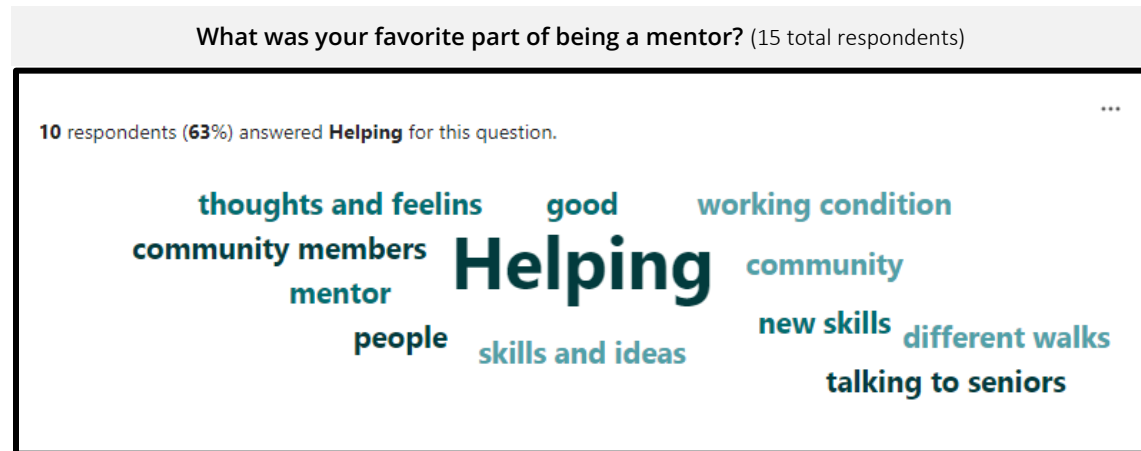 What was your favorite part of being a mentor? (15 total respondents)
...
10 respondents (63%) answered Helping for this question.
thoughts and feelins good working condition
community members Helping community
mentor
new skills different walks
people skills and ideas
talking to seniors